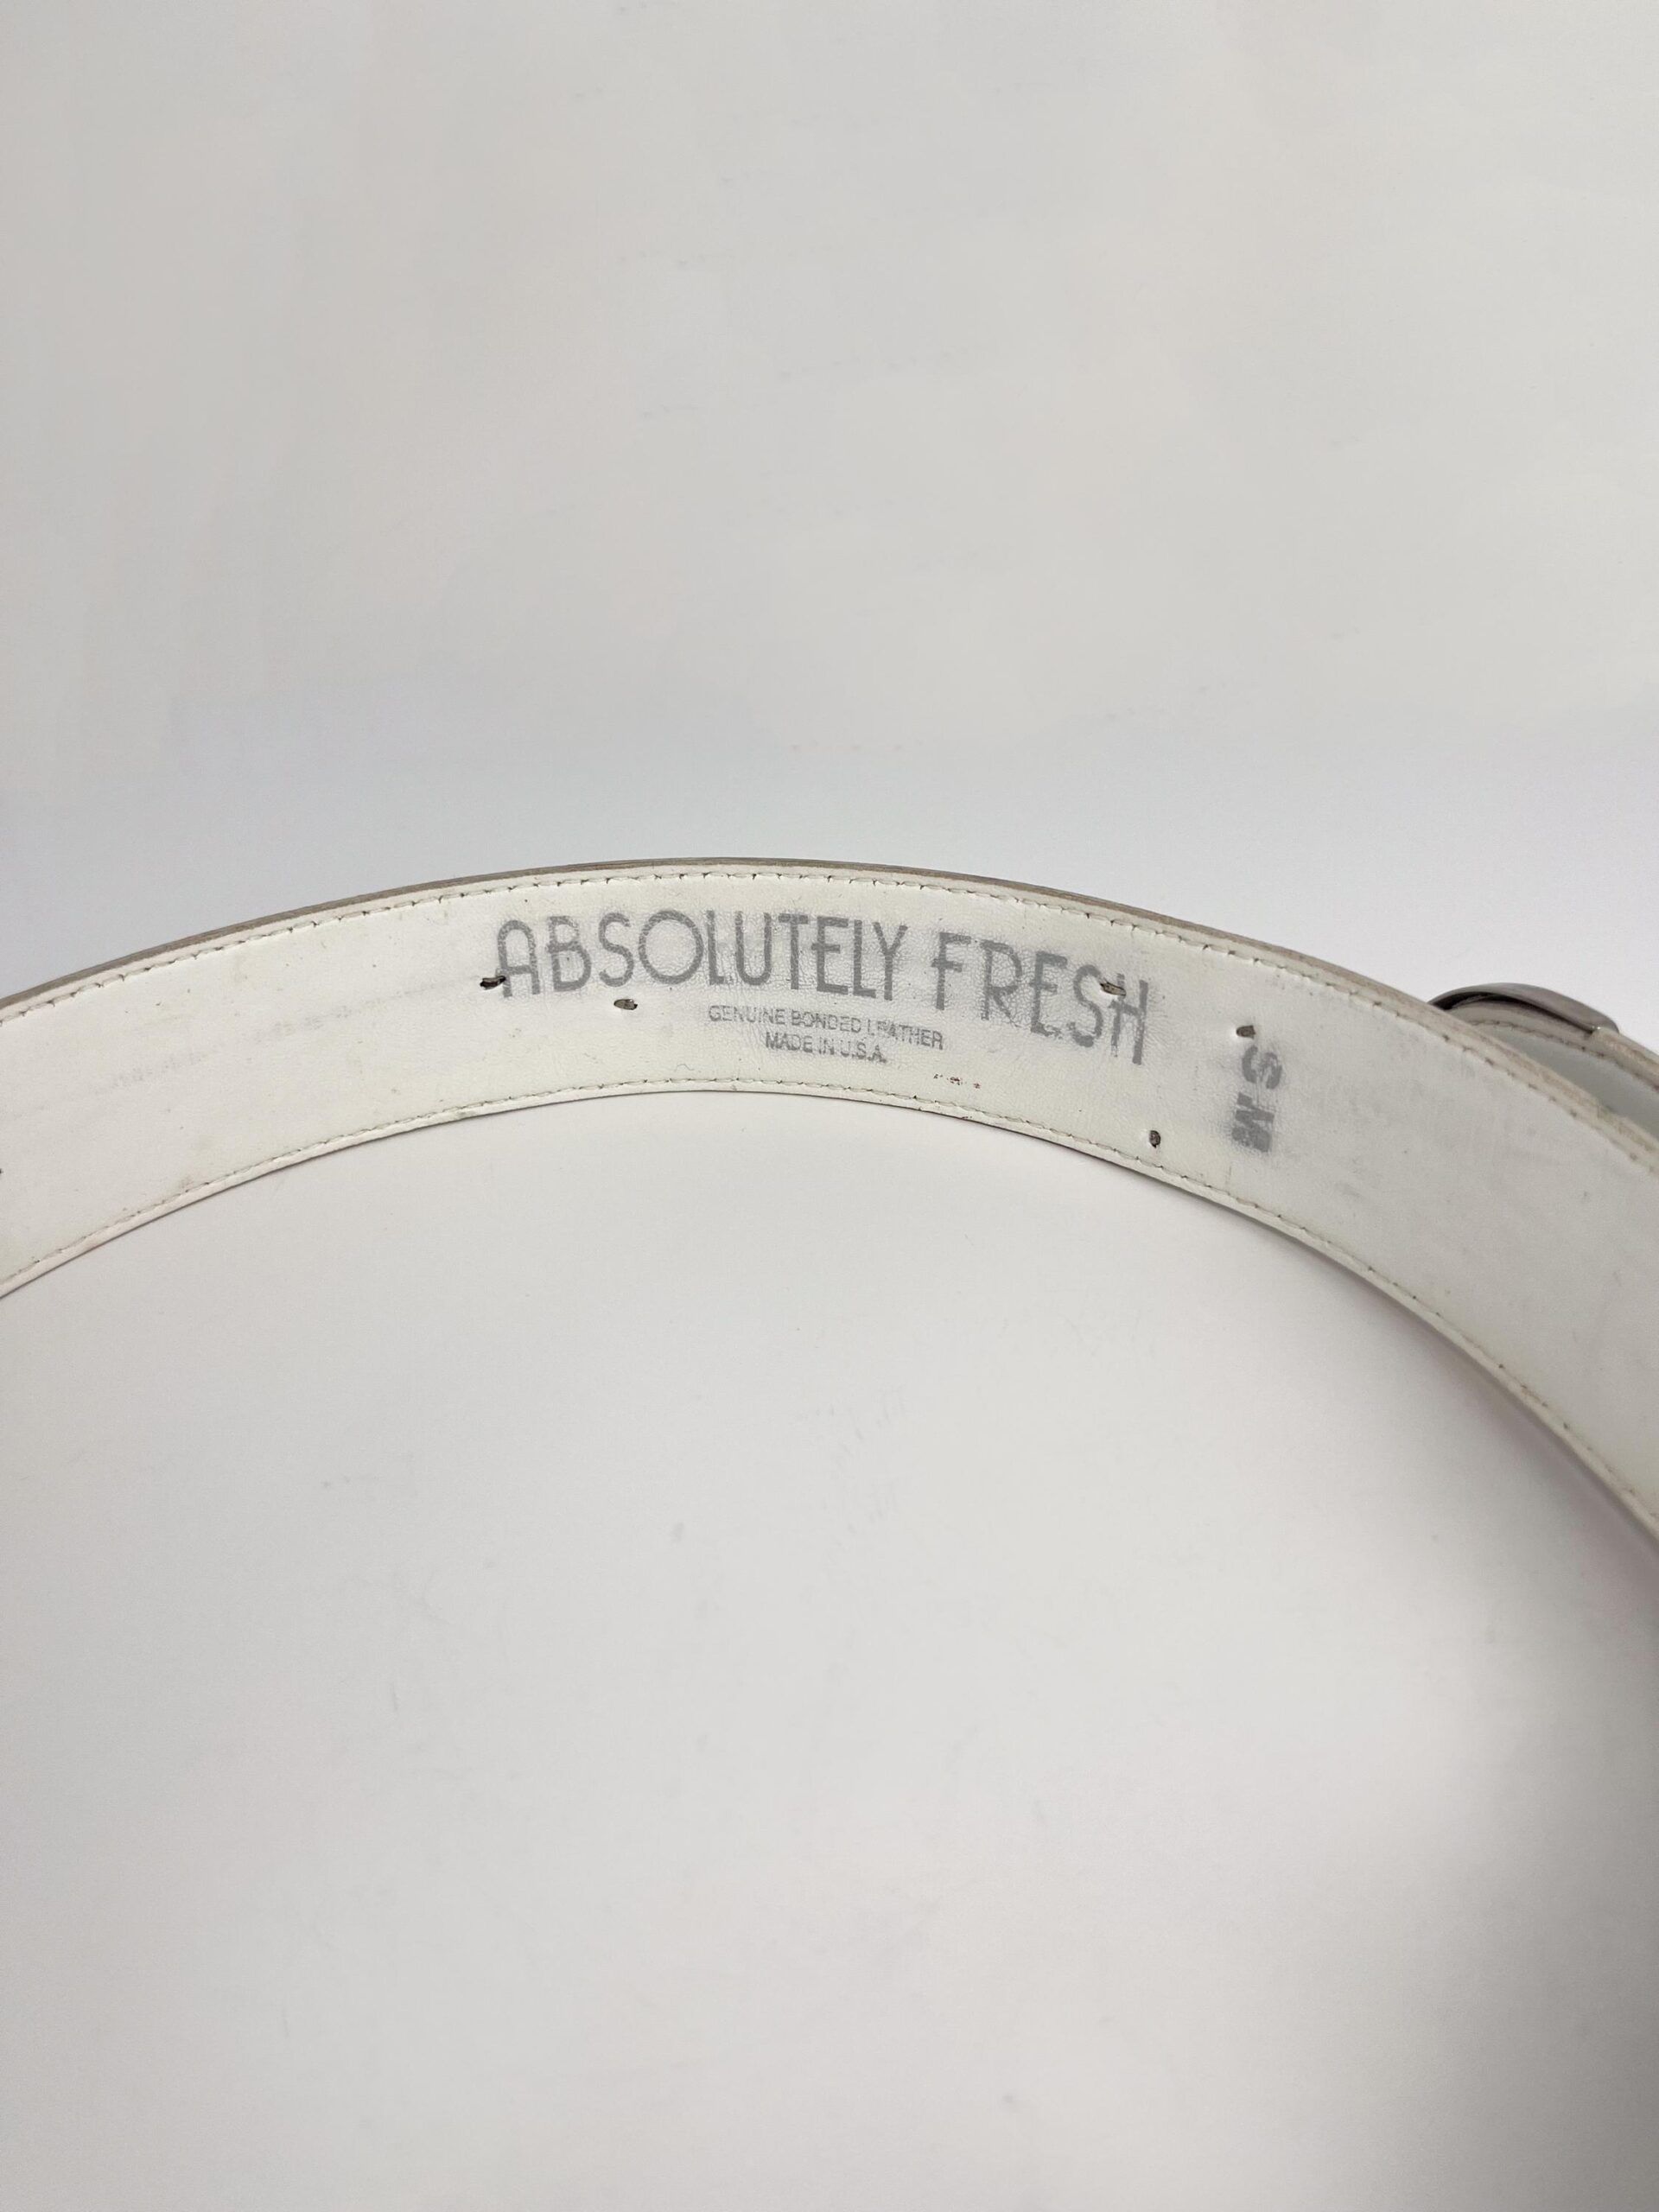 ABSOLUTELY FRESH
GENUINE BONDED LEATHER
MADE IN U.S.A.
S M